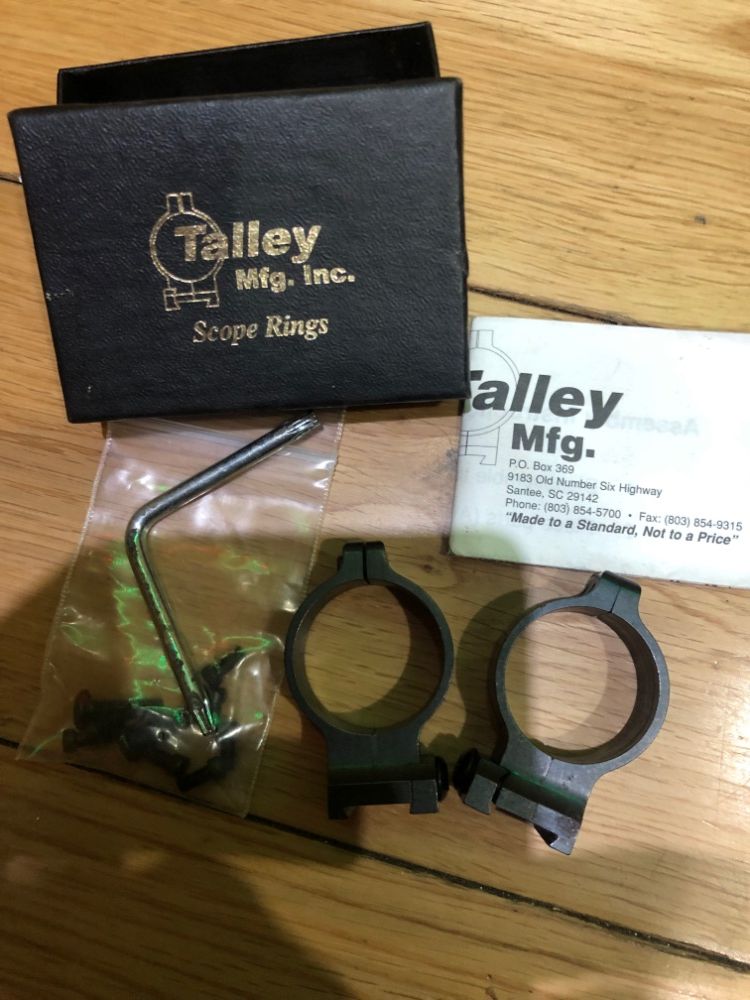 Talley
Mfg. Inc.
Scope Rings
Talley
Mfg.
P.O. Box 369
9183 Old Number Six Highway
Santee, SC 29142
Phone: (803) 854-5700 • Fax: (803) 854-9315
"Made to a Standard, Not to a Price"